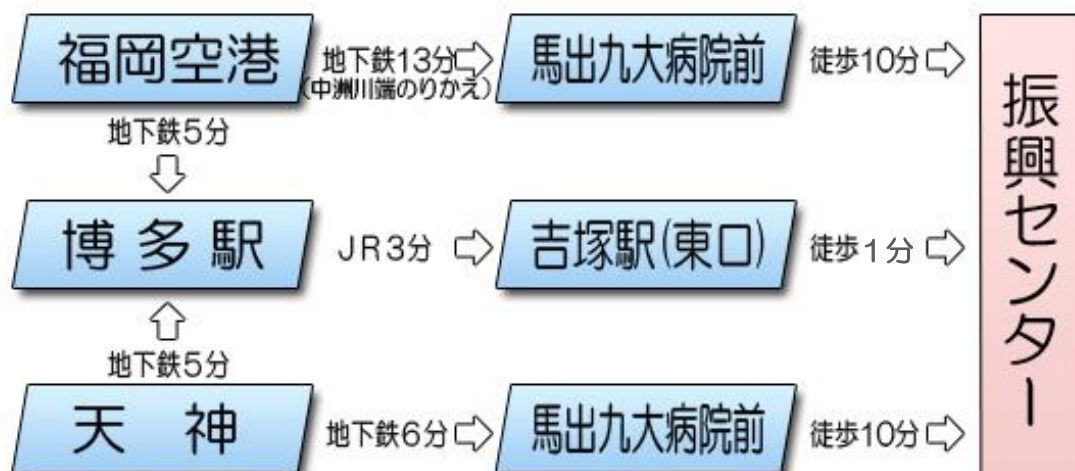 福岡空港
地下鉄13分
(中洲川端のりかえ)
馬出九大病院前
徒歩10分
地下鉄5分
博多駅
JR3分
吉塚駅(東口)
徒歩1分
地下鉄5分
天神
地下鉄6分
馬出九大病院前
徒歩10分
振興センター